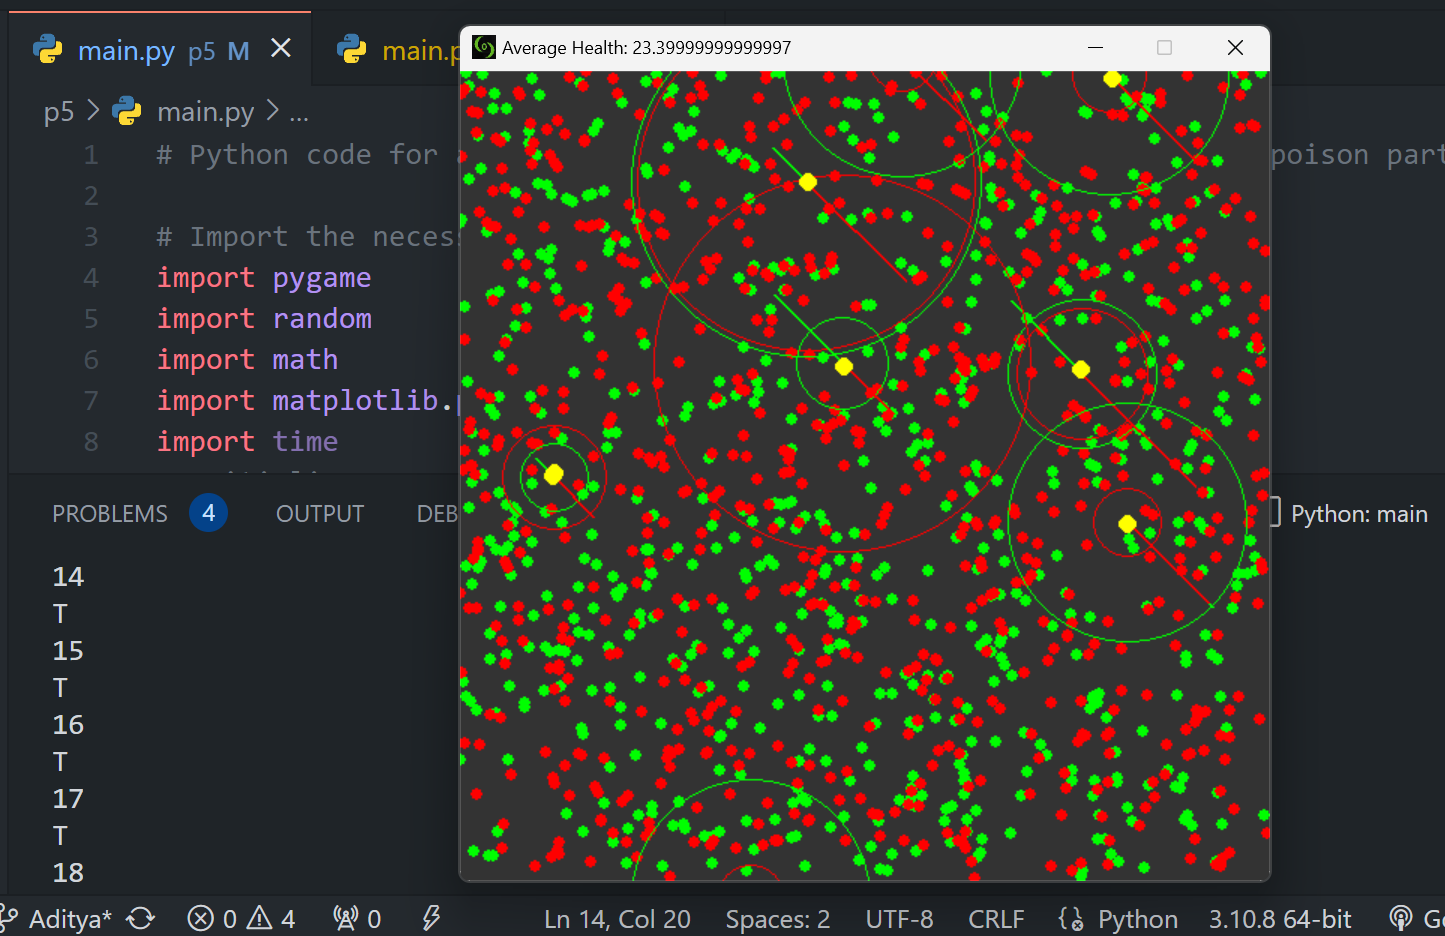 main.py p5 M
main.p
Average Health: 23.39999999999997
p5 > main.py > ...
1 # Python code for a
poison part
2
3 # Import the necess
4 import pygame
5 import random
6 import math
7 import matplotlib.p
8 import time
PROBLEMS 4 OUTPUT DEB
Python: main
14
T
15
T
16
T
17
T
18
Aditya* 0 4 0 Ln 14, Col 20 Spaces: 2 UTF-8 CRLF Python 3.10.8 64-bit Go